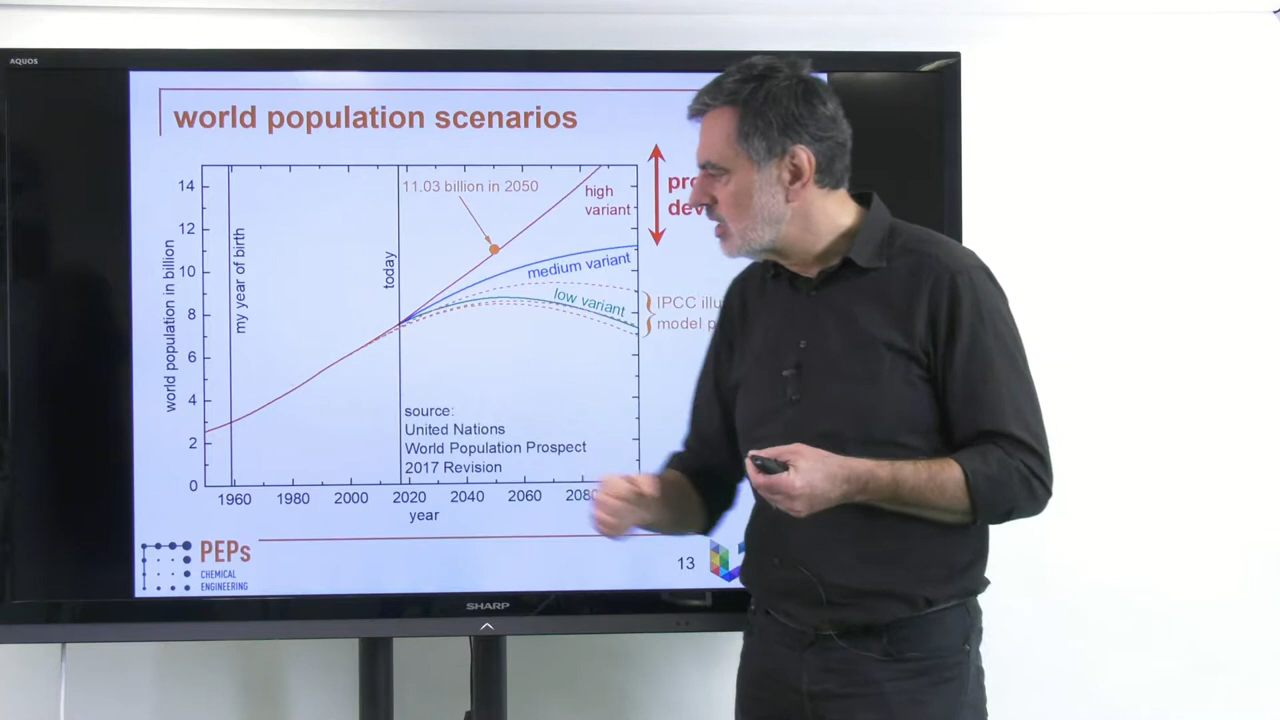 AQUOS
world population scenarios
14
12
10
8
6
4
2
0
world population in billion
my year of birth
today
11.03 billion in 2050
high
variant
medium variant
low variant
IPCC
model
source:
United Nations
World Population Prospect
2017 Revision
1960 1980 2000 2020 2040 2060
year
PEPs
CHEMICAL
ENGINEERING
13
SHARP